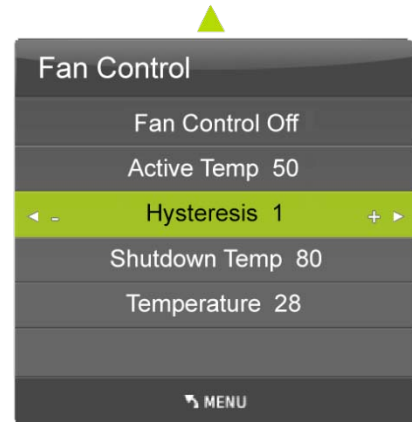 Fan Control
Fan Control Off
Active Temp 50
- Hysteresis 1 +
Shutdown Temp 80
Temperature 28
MENU